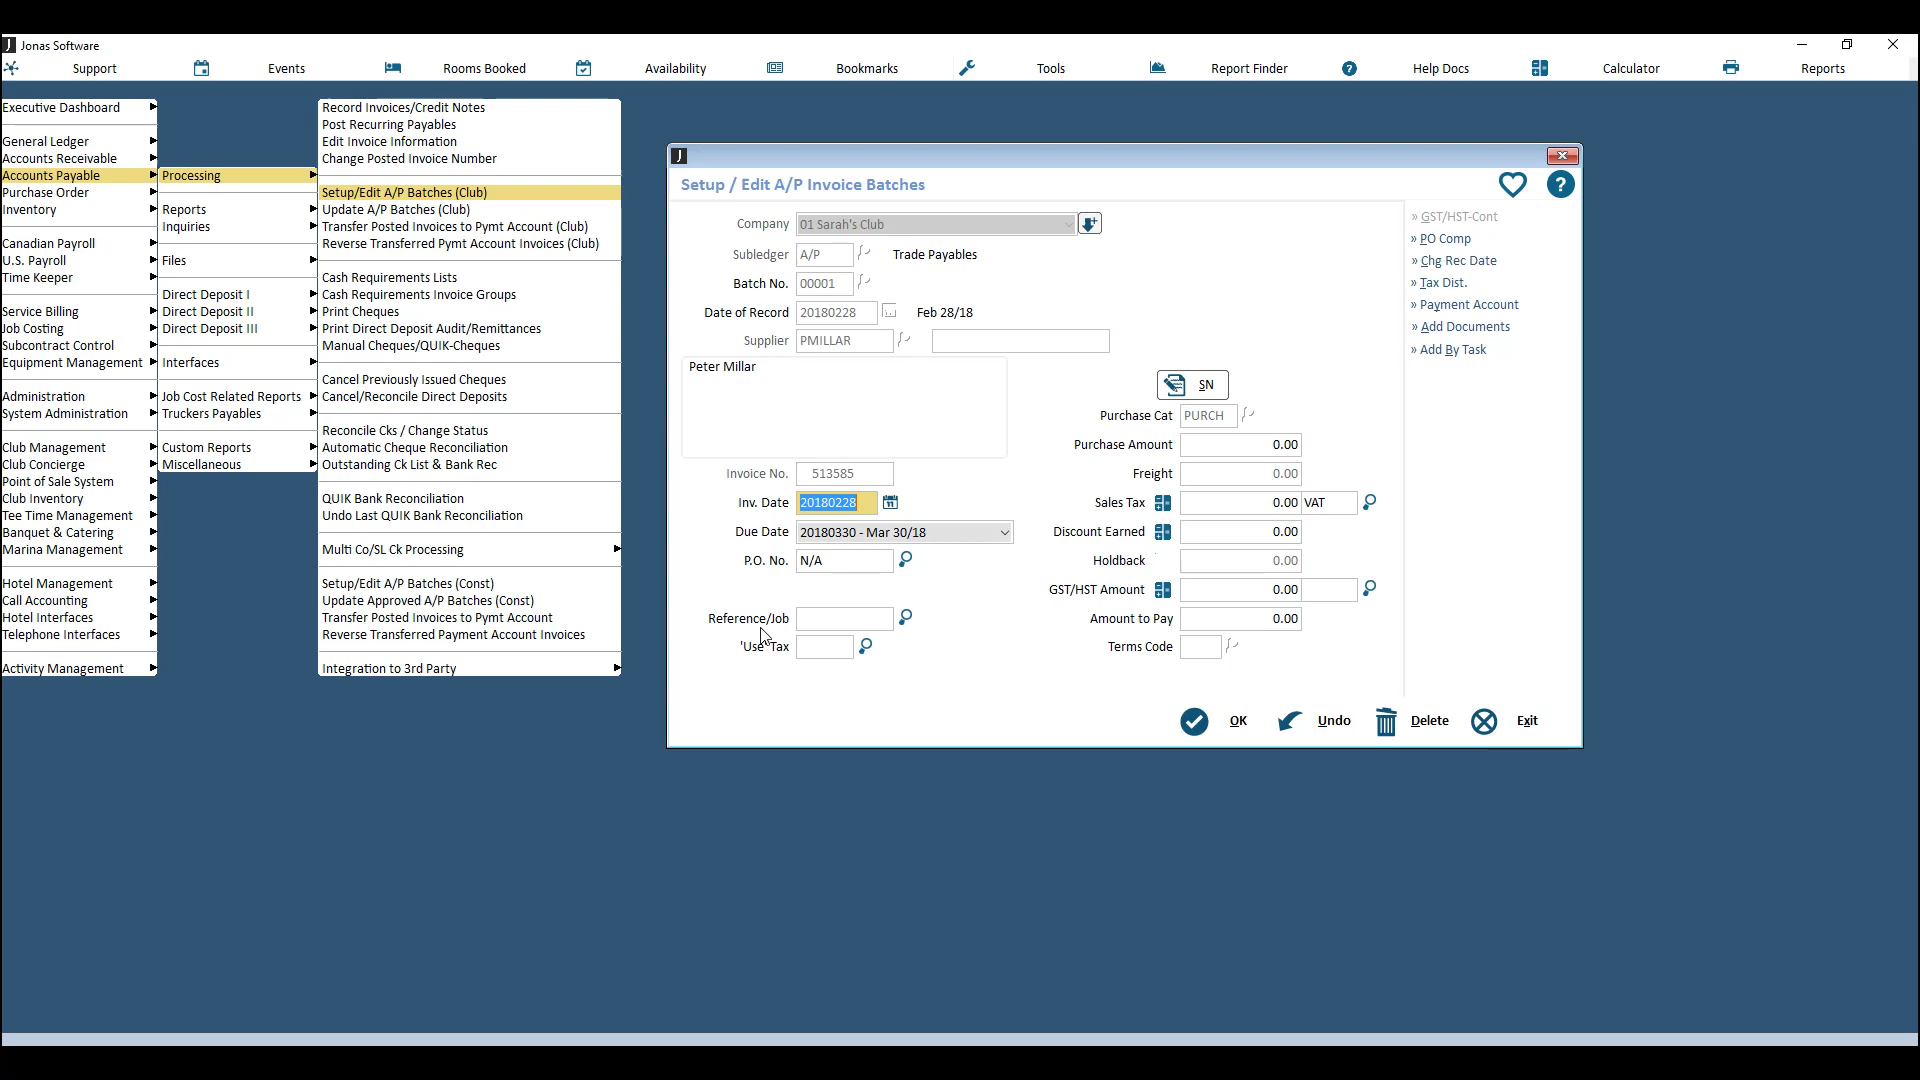 Jonas Software
Support
Events
Rooms Booked
Availability
Bookmarks
Tools
Report Finder
Help Docs
Calculator
Reports
Executive Dashboard
General Ledger
Accounts Receivable
Accounts Payable
Purchase Order
Inventory
Canadian Payroll
U.S. Payroll
Time Keeper
Service Billing
Job Costing
Subcontract Control
Equipment Management
Administration
System Administration
Club Management
Club Concierge
Point of Sale System
Club Inventory
Tee Time Management
Banquet & Catering
Marina Management
Hotel Management
Call Accounting
Hotel Interfaces
Telephone Interfaces
Activity Management
Processing
Reports
Inquiries
Files
Direct Deposit I
Direct Deposit II
Direct Deposit III
Interfaces
Job Cost Related Reports
Truckers Payables
Custom Reports
Miscellaneous
Record Invoices/Credit Notes
Post Recurring Payables
Edit Invoice Information
Change Posted Invoice Number
Setup/Edit A/P Batches (Club)
Update A/P Batches (Club)
Transfer Posted Invoices to Pymt Account (Club)
Reverse Transferred Pymt Account Invoices (Club)
Cash Requirements Lists
Cash Requirements Invoice Groups
Print Cheques
Print Direct Deposit Audit/Remittances
Manual Cheques/QUIK-Cheques
Cancel Previously Issued Cheques
Cancel/Reconcile Direct Deposits
Reconcile Cks / Change Status
Automatic Cheque Reconciliation
Outstanding Ck List & Bank Rec
QUIK Bank Reconciliation
Undo Last QUIK Bank Reconciliation
Multi Co/SL Ck Processing
Setup/Edit A/P Batches (Const)
Update Approved A/P Batches (Const)
Transfer Posted Invoices to Pymt Account
Reverse Transferred Payment Account Invoices
Integration to 3rd Party
Setup / Edit A/P Invoice Batches
Company 01 Sarah's Club
Subledger A/P Trade Payables
Batch No. 00001
Date of Record 20180228 Feb 28/18
Supplier PMILLAR
Peter Millar
Invoice No. 513585
Inv. Date 20180228
Due Date 20180330 - Mar 30/18
P.O. No. N/A
Reference/Job
'Use' Tax
SN
Purchase Cat PURCH
Purchase Amount 0.00
Freight 0.00
Sales Tax 0.00 VAT
Discount Earned 0.00
Holdback 0.00
GST/HST Amount 0.00
Amount to Pay 0.00
Terms Code
» GST/HST-Cont
» PO Comp
» Chg Rec Date
» Tax Dist.
» Payment Account
» Add Documents
» Add By Task
OK
Undo
Delete
Exit